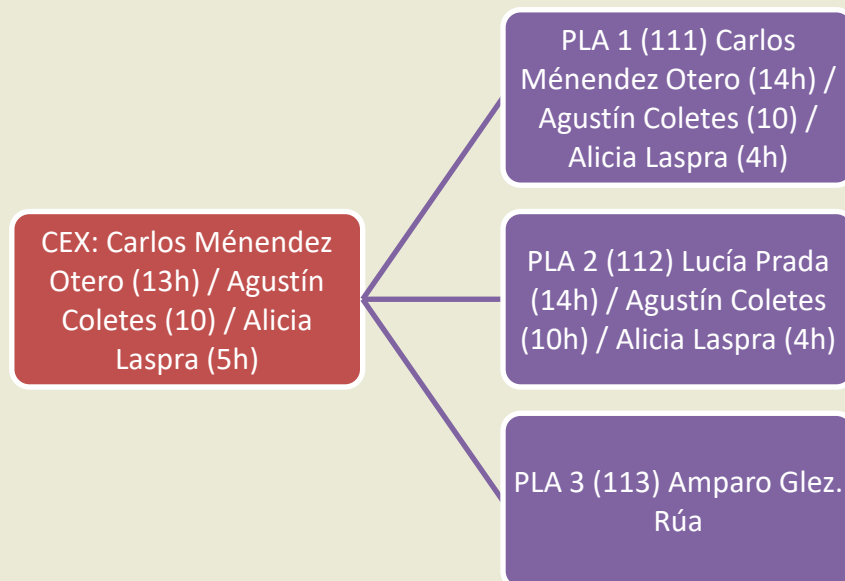 CEX: Carlos Ménendez
Otero (13h) / Agustín
Coletes (10) / Alicia
Laspra (5h)
PLA 1 (111) Carlos
Ménendez Otero (14h) /
Agustín Coletes (10) /
Alicia Laspra (4h)
PLA 2 (112) Lucía Prada
(14h) / Agustín Coletes
(10h) / Alicia Laspra (4h)
PLA 3 (113) Amparo Glez.
Rúa